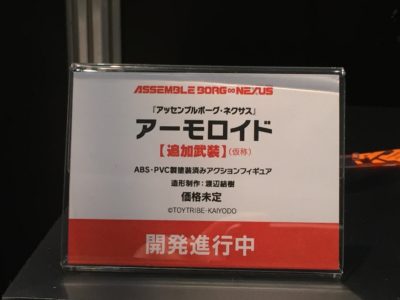 ASSEMBLE BORG∞NEXUS
「アッセンブルボーグ・ネクサス」
アーモロイド
【追加武装】(仮称)
ABS・PVC製塗装済みアクションフィギュア
造形制作：渡辺結樹
価格未定
©TOYTRIBE・KAIYODO
開発進行中